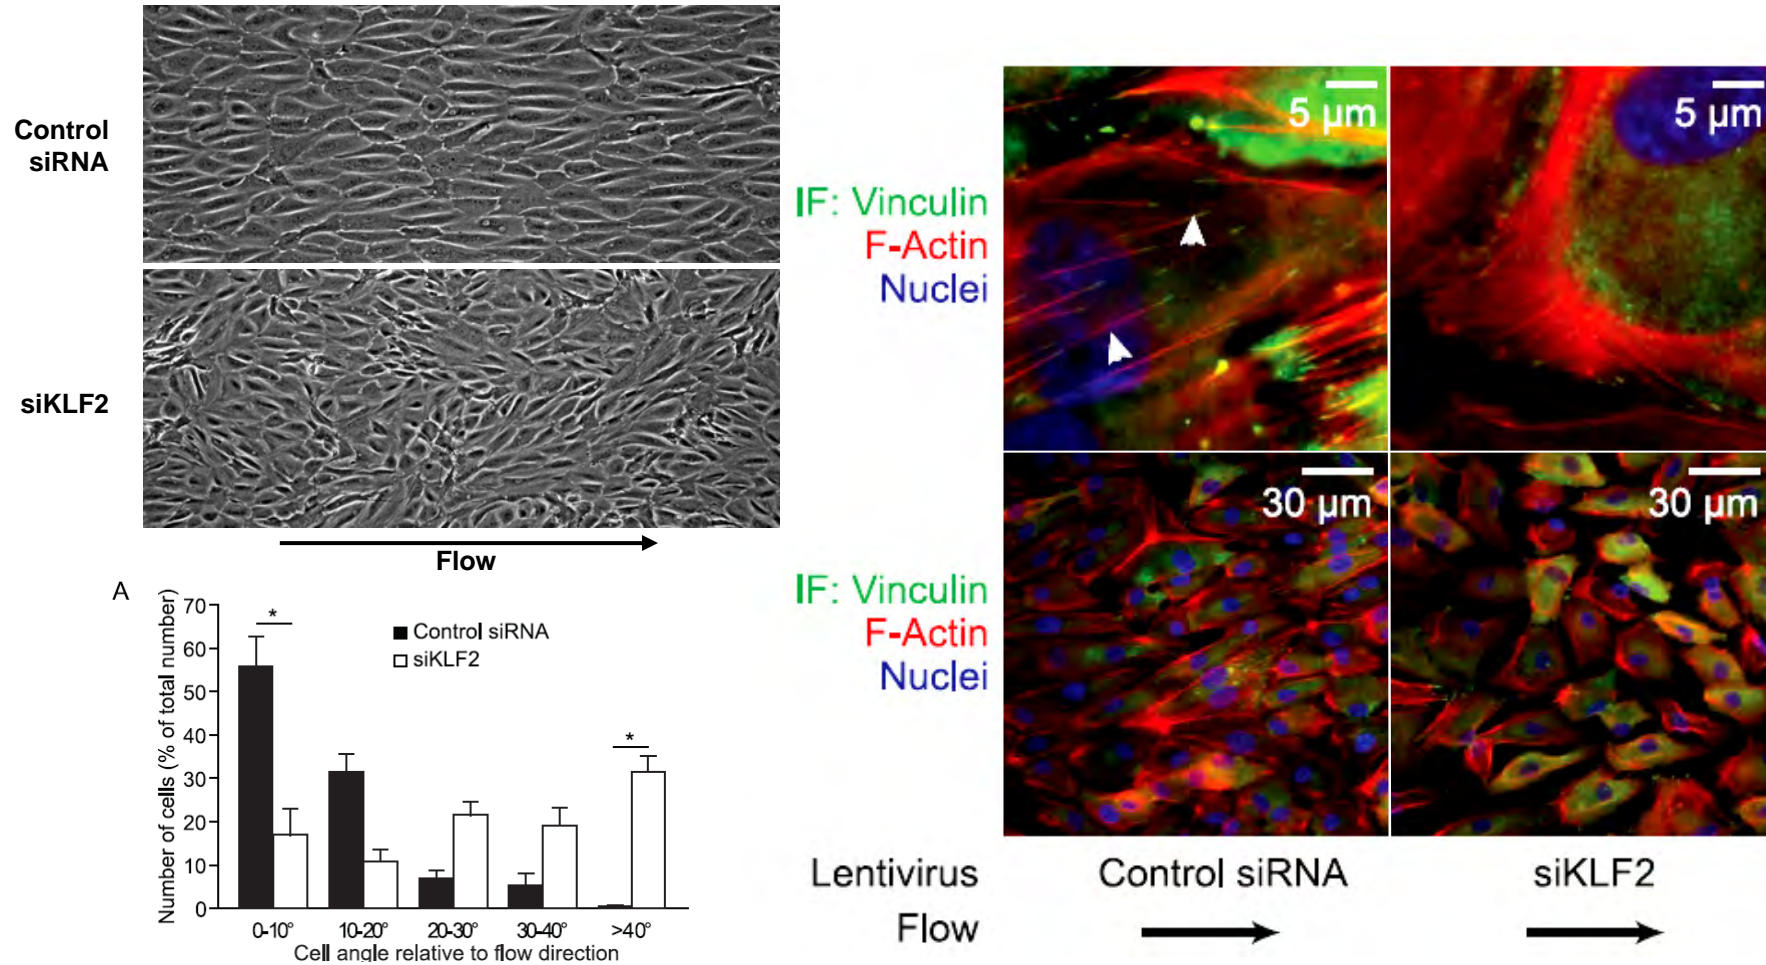 Control
siRNA
siKLF2
Flow
A
Number of cells (% of total number)
70
60
50
40
30
20
10
0
*
*
Control siRNA
siKLF2
0-10°
10-20°
20-30°
30-40°
>40°
Cell angle relative to flow direction
IF: Vinculin
F-Actin
Nuclei
5 µm
5 µm
IF: Vinculin
F-Actin
Nuclei
30 µm
30 µm
Lentivirus
Control siRNA
siKLF2
Flow